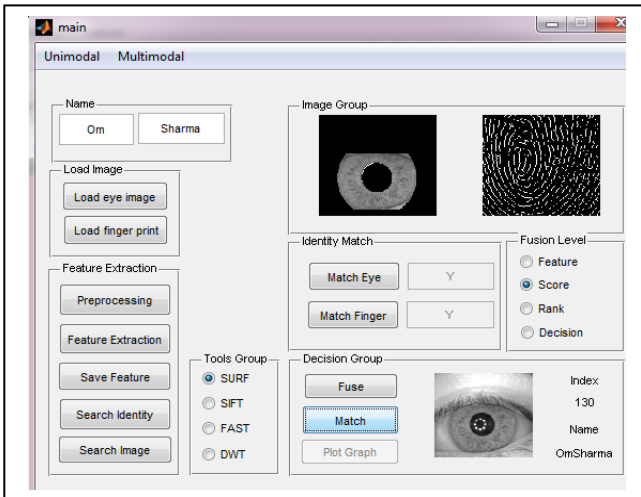 main
Unimodal Multimodal
Name
Om Sharma
Load Image
Load eye image
Load finger print
Feature Extraction
Preprocessing
Feature Extraction
Save Feature
Search Identity
Search Image
Tools Group
SURF
SIFT
FAST
DWT
Image Group
Identity Match
Match Eye Y
Match Finger Y
Fusion Level
Feature
Score
Rank
Decision
Decision Group
Fuse
Match
Plot Graph
Index
130
Name
OmSharma